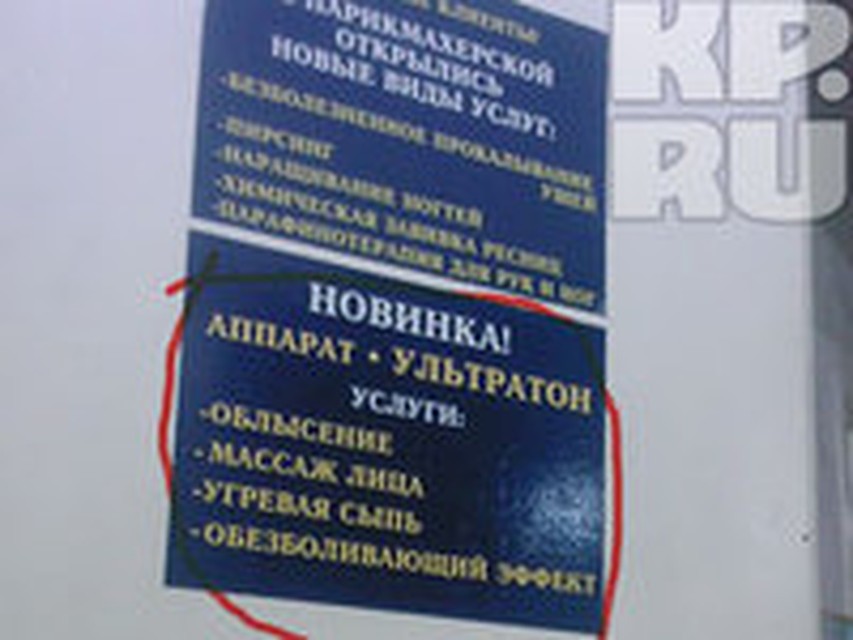 КЛИЕНТЫ!
В ПАРИКМАХЕРСКОЙ
ОТКРЫЛИСЬ
НОВЫЕ ВИДЫ УСЛУГ:
-БЕЗБОЛЕЗНЕННОЕ ПРОКАЛЫВАНИЕ
УШЕЙ
-ПИРСИНГ
-НАРАЩИВАНИЕ НОГТЕЙ
-ХИМИЧЕСКАЯ ЗАВИВКА РЕСНИЦ
-ПАРАФИНОТЕРАПИЯ ДЛЯ РУК И НОГ
НОВИНКА!
АППАРАТ • УЛЬТРАТОН
УСЛУГИ:
-ОБЛЫСЕНИЕ
- МАССАЖ ЛИЦА
-УГРЕВАЯ СЫПЬ
-ОБЕЗБОЛИВАЮЩИЙ ЭФФЕКТ
KP.
RU